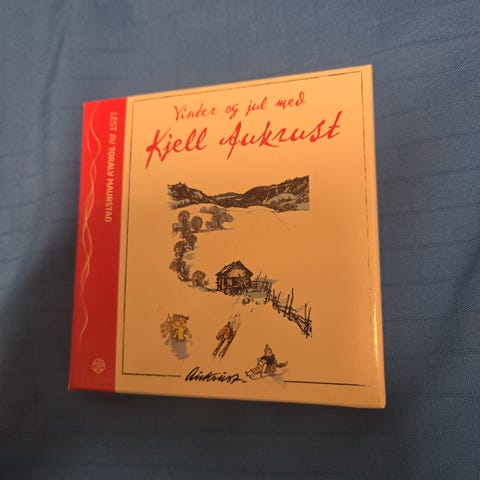 Vinter og jul med
Kjell Aukrust
LEST AV TORALV MAURSTAD
Aukrust